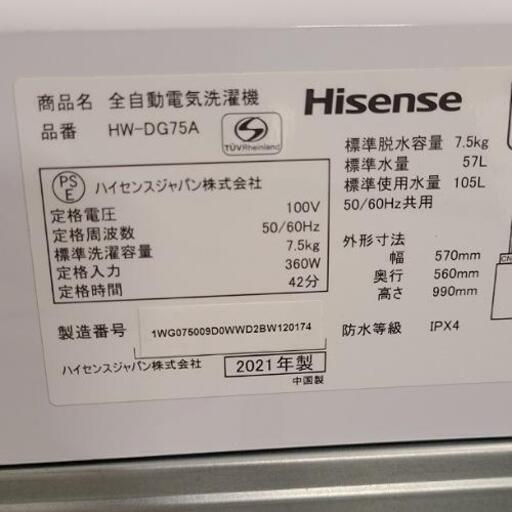 商品名 全自動電気洗濯機
品番 HW-DG75A
S
TÜVRheinland
Hisense
PS
E
ハイセンスジャパン株式会社
定格電圧 100V
定格周波数 50/60Hz
標準洗濯容量 7.5kg
定格入力 360W
定格時間 42分
標準脱水容量 7.5kg
標準水量 57L
標準使用水量 105L
50/60Hz共用
外形寸法
幅 570mm
奥行 560mm
高さ 990mm
製造番号 1WG075009D0WWD2BW120174
防水等級 IPX4
ハイセンスジャパン株式会社
2021年製
中国製